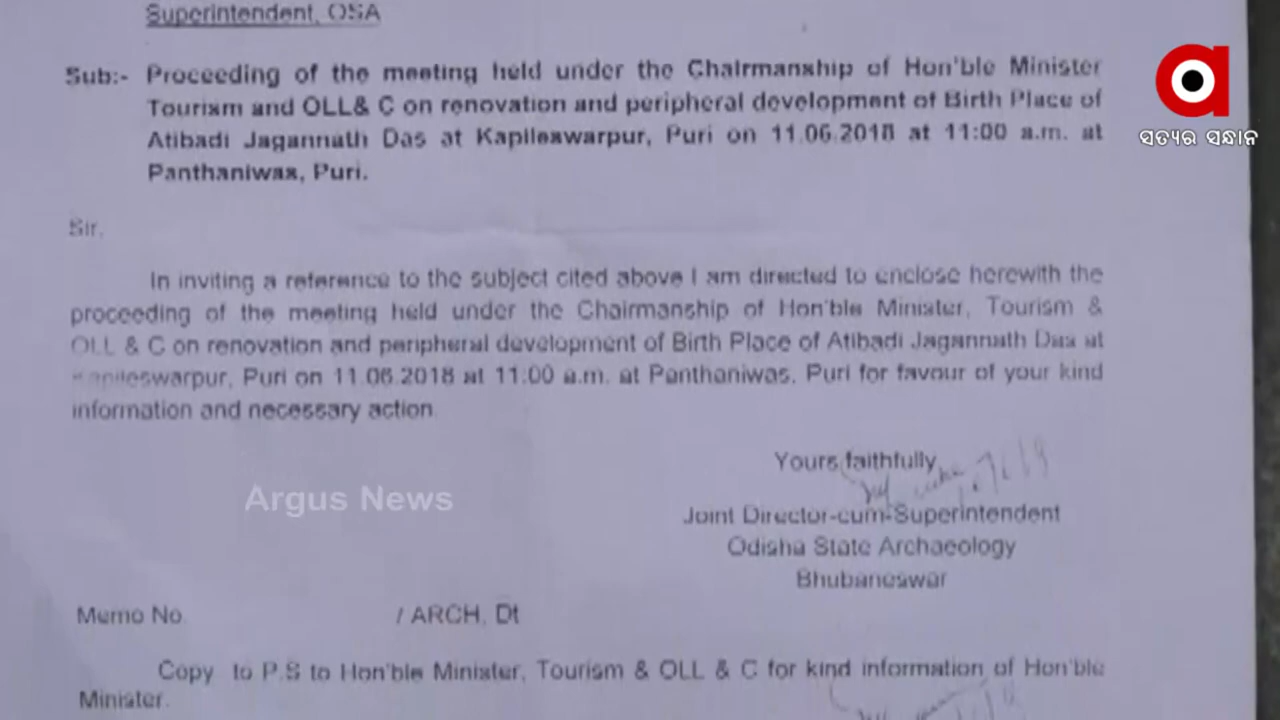 Superintendent, OSA
Sub:- Proceeding of the meeting held under the Chairmanship of Hon'ble Minister
Tourism and OLL& C on renovation and peripheral development of Birth Place of
Atibadi Jagannath Das at Kapileswarpur, Puri on 11.06.2018 at 11:00 a.m. at
Panthaniwas, Puri.
ସତ୍ୟର ସନ୍ଧାନ
Sir,
In inviting a reference to the subject cited above I am directed to enclose herewith the
proceeding of the meeting held under the Chairmanship of Hon'ble Minister, Tourism &
OLL & C on renovation and peripheral development of Birth Place of Atibadi Jagannath Das at
Kapileswarpur, Puri on 11.06.2018 at 11:00 a.m. at Panthaniwas, Puri for favour of your kind
information and necessary action.
Yours faithfully,
Argus News
Joint Director-cum-Superintendent
Odisha State Archaeology
Bhubaneswar
Memo No. / ARCH, Dt
Copy to P.S to Hon'ble Minister, Tourism & OLL & C for kind information of Hon'ble
Minister.